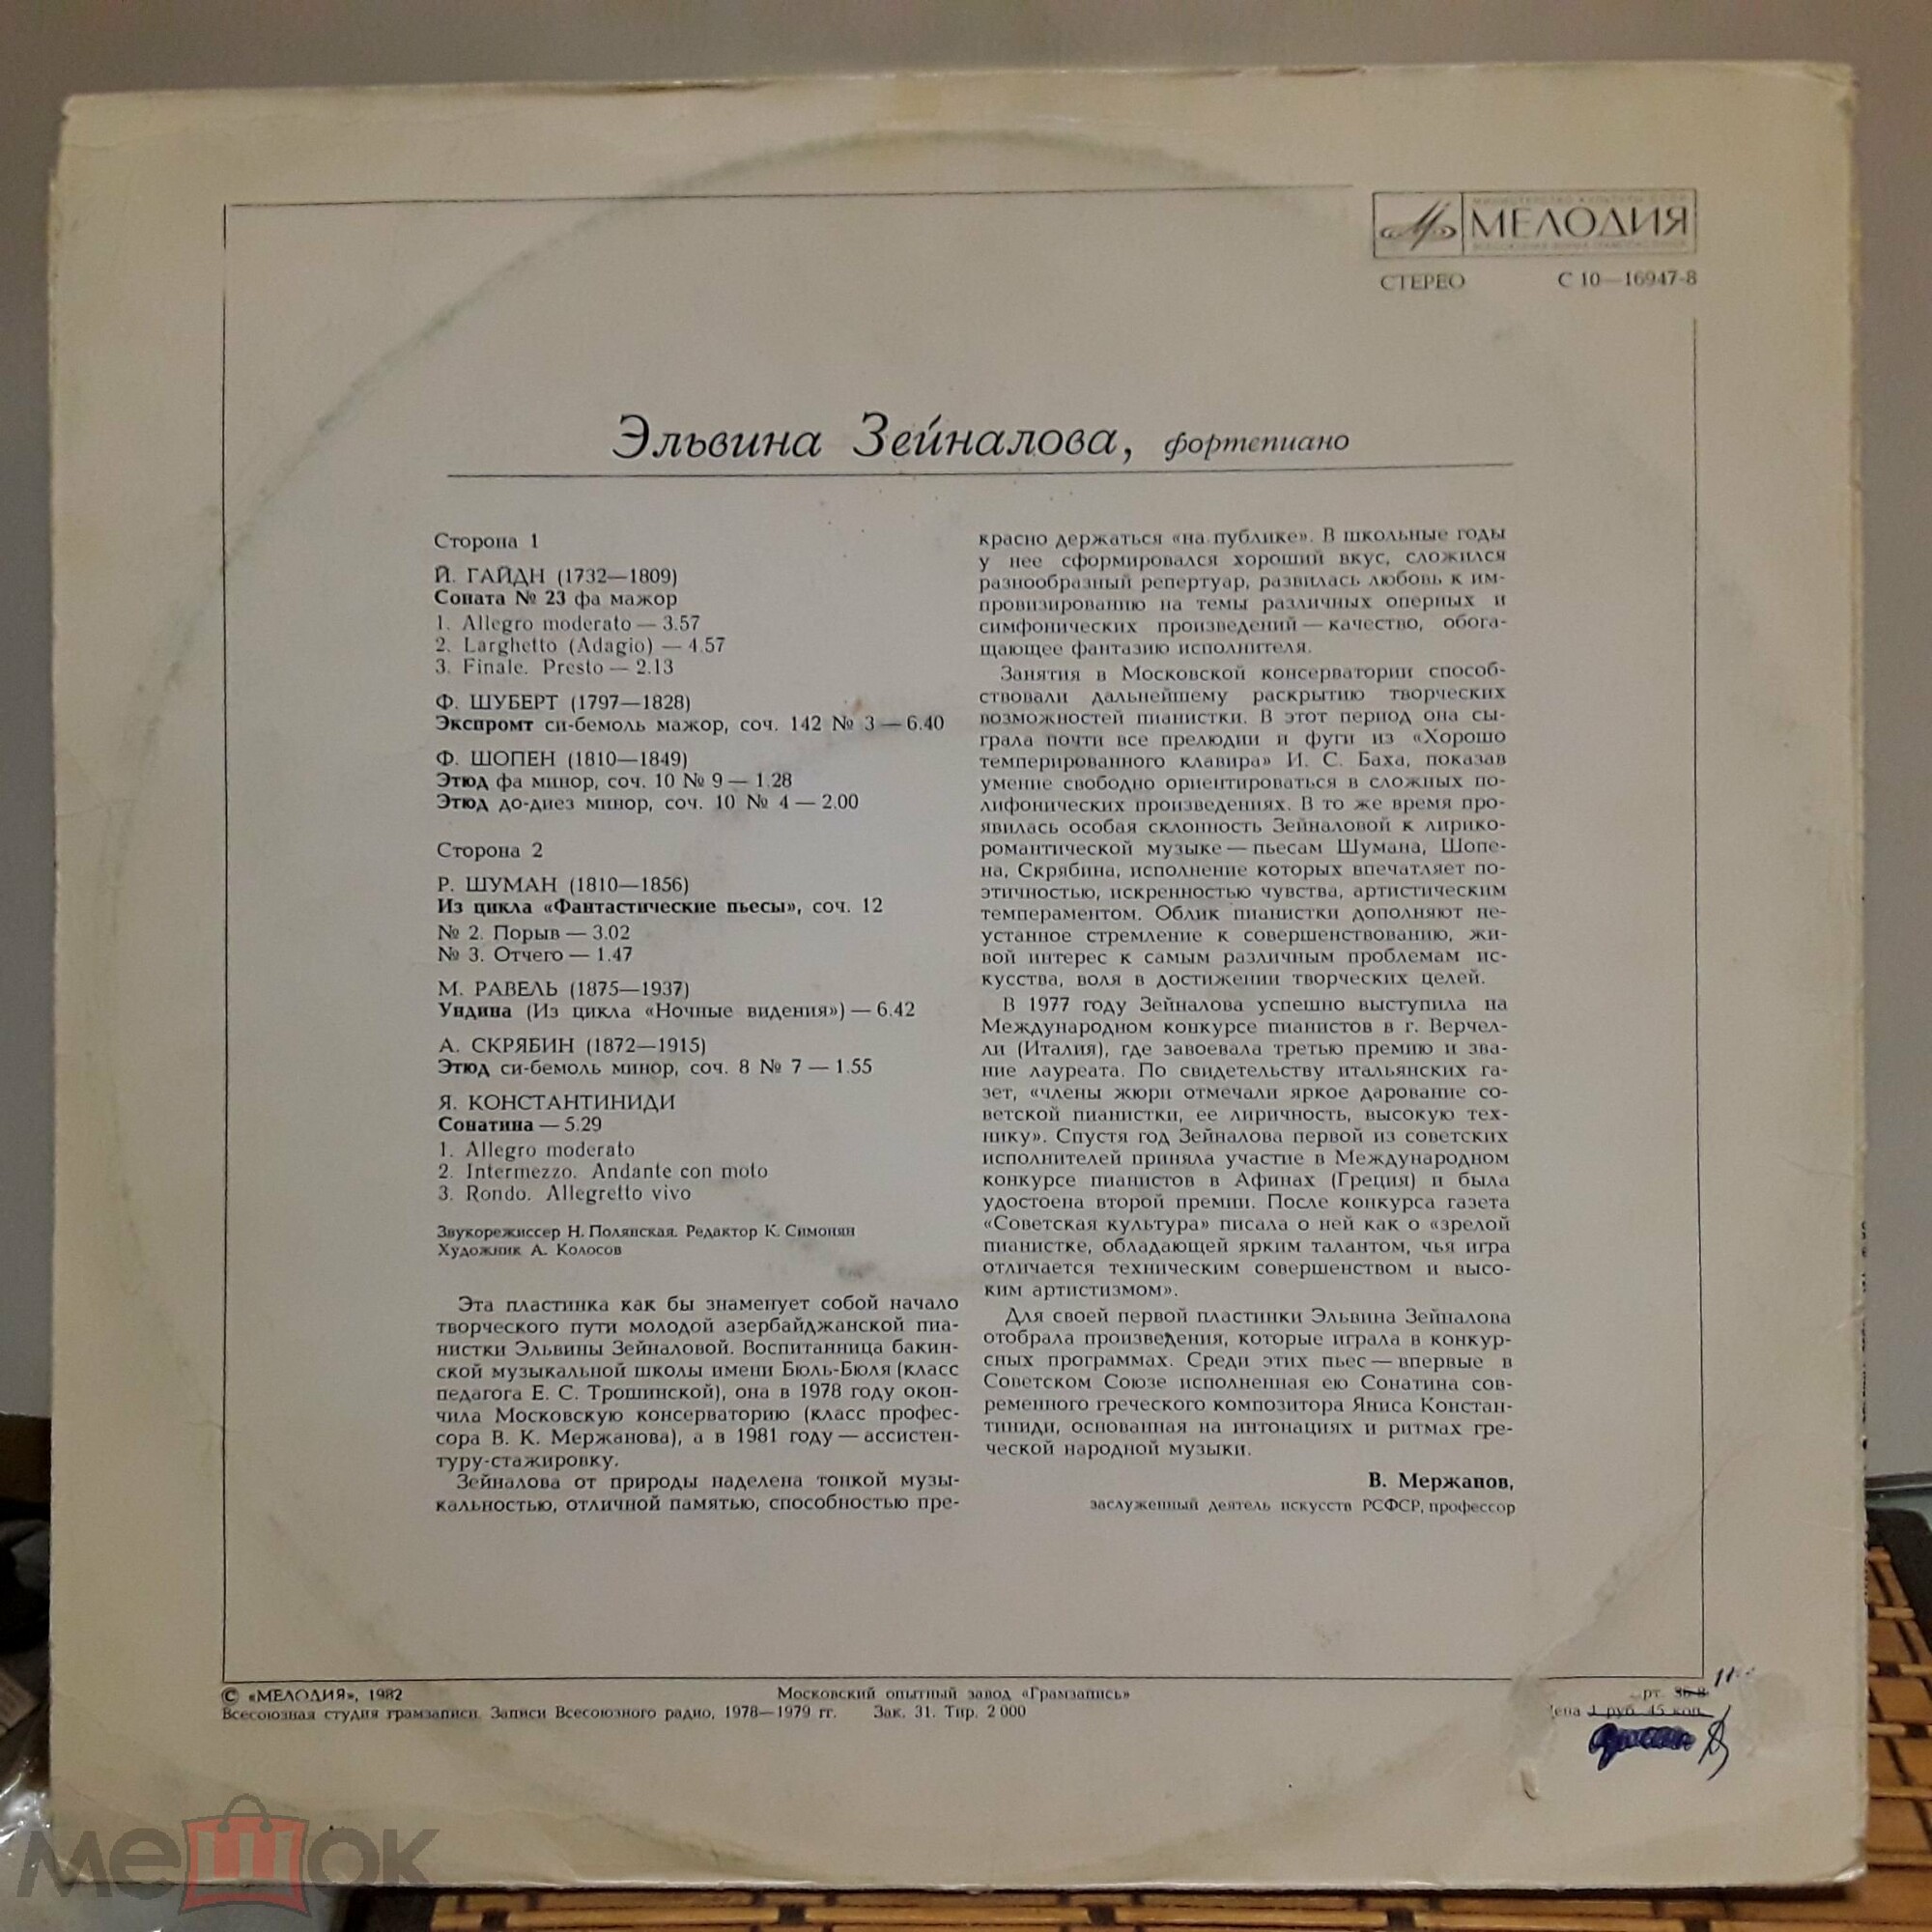 МЕЛОДИЯ
СТЕРЕО С 10—16947-8
Эльвина Зейналова, фортепиано
Сторона 1
Й. ГАЙДН (1732—1809)
Соната № 23 фа мажор
1. Allegro moderato — 3.57
2. Larghetto (Adagio) — 4.57
3. Finale. Presto — 2.13
Ф. ШУБЕРТ (1797—1828)
Экспромт си-бемоль мажор, соч. 142 № 3 — 6.40
Ф. ШОПЕН (1810—1849)
Этюд фа минор, соч. 10 № 9 — 1.28
Этюд до-диез минор, соч. 10 № 4 — 2.00
Сторона 2
Р. ШУМАН (1810—1856)
Из цикла «Фантастические пьесы», соч. 12
№ 2. Порыв — 3.02
№ 3. Отчего — 1.47
М. РАВЕЛЬ (1875—1937)
Ундина (Из цикла «Ночные видения») — 6.42
А. СКРЯБИН (1872—1915)
Этюд си-бемоль минор, соч. 8 № 7 — 1.55
Я. КОНСТАНТИНИДИ
Сонатина — 5.29
1. Allegro moderato
2. Intermezzo. Andante con moto
3. Rondo. Allegretto vivo
Звукорежиссер Н. Полянская. Редактор К. Симонян
Художник А. Колосов
Эта пластинка как бы знаменует собой начало
творческого пути молодой азербайджанской пиа-
нистки Эльвины Зейналовой. Воспитанница бакин-
ской музыкальной школы имени Бюль-Бюля (класс
педагога Е. С. Трошинской), она в 1978 году окон-
чила Московскую консерваторию (класс профес-
сора В. К. Мержанова), а в 1981 году — ассистен-
туру-стажировку.
Зейналова от природы наделена тонкой музы-
кальностью, отличной памятью, способностью пре-
красно держаться «на публике». В школьные годы
у нее сформировался хороший вкус, сложился
разнообразный репертуар, развилась любовь к им-
провизированию на темы различных оперных и
симфонических произведений — качество, обога-
щающее фантазию исполнителя.
Занятия в Московской консерватории способ-
ствовали дальнейшему раскрытию творческих
возможностей пианистки. В этот период она сы-
грала почти все прелюдии и фуги из «Хорошо
темперированного клавира» И. С. Баха, показав
умение свободно ориентироваться в сложных по-
лифонических произведениях. В то же время про-
явилась особая склонность Зейналовой к лирико-
романтической музыке — пьесам Шумана, Шопе-
на, Скрябина, исполнение которых впечатляет по-
этичностью, искренностью чувства, артистическим
темпераментом. Облик пианистки дополняют не-
устанное стремление к совершенствованию, жи-
вой интерес к самым различным проблемам ис-
кусства, воля в достижении творческих целей.
В 1977 году Зейналова успешно выступила на
Международном конкурсе пианистов в г. Верчел-
ли (Италия), где завоевала третью премию и зва-
ние лауреата. По свидетельству итальянских га-
зет, «члены жюри отмечали яркое дарование со-
ветской пианистки, ее лиричность, высокую тех-
нику». Спустя год Зейналова первой из советских
исполнителей приняла участие в Международном
конкурсе пианистов в Афинах (Греция) и была
удостоена второй премии. После конкурса газета
«Советская культура» писала о ней как о «зрелой
пианистке, обладающей ярким талантом, чья игра
отличается техническим совершенством и высо-
ким артистизмом».
Для своей первой пластинки Эльвина Зейналова
отобрала произведения, которые играла в конкур-
сных программах. Среди этих пьес — впервые в
Советском Союзе исполненная ею Сонатина сов-
ременного греческого композитора Яниса Констан-
тиниди, основанная на интонациях и ритмах гре-
ческой народной музыки.
В. Мержанов,
заслуженный деятель искусств РСФСР, профессор
© «МЕЛОДИЯ», 1982 Московский опытный завод «Грамзапись»
Всесоюзная студия грамзаписи. Записи Всесоюзного радио, 1978—1979 гг. Зак. 31. Тир. 2 000
1 руб. 45 коп.
мешок